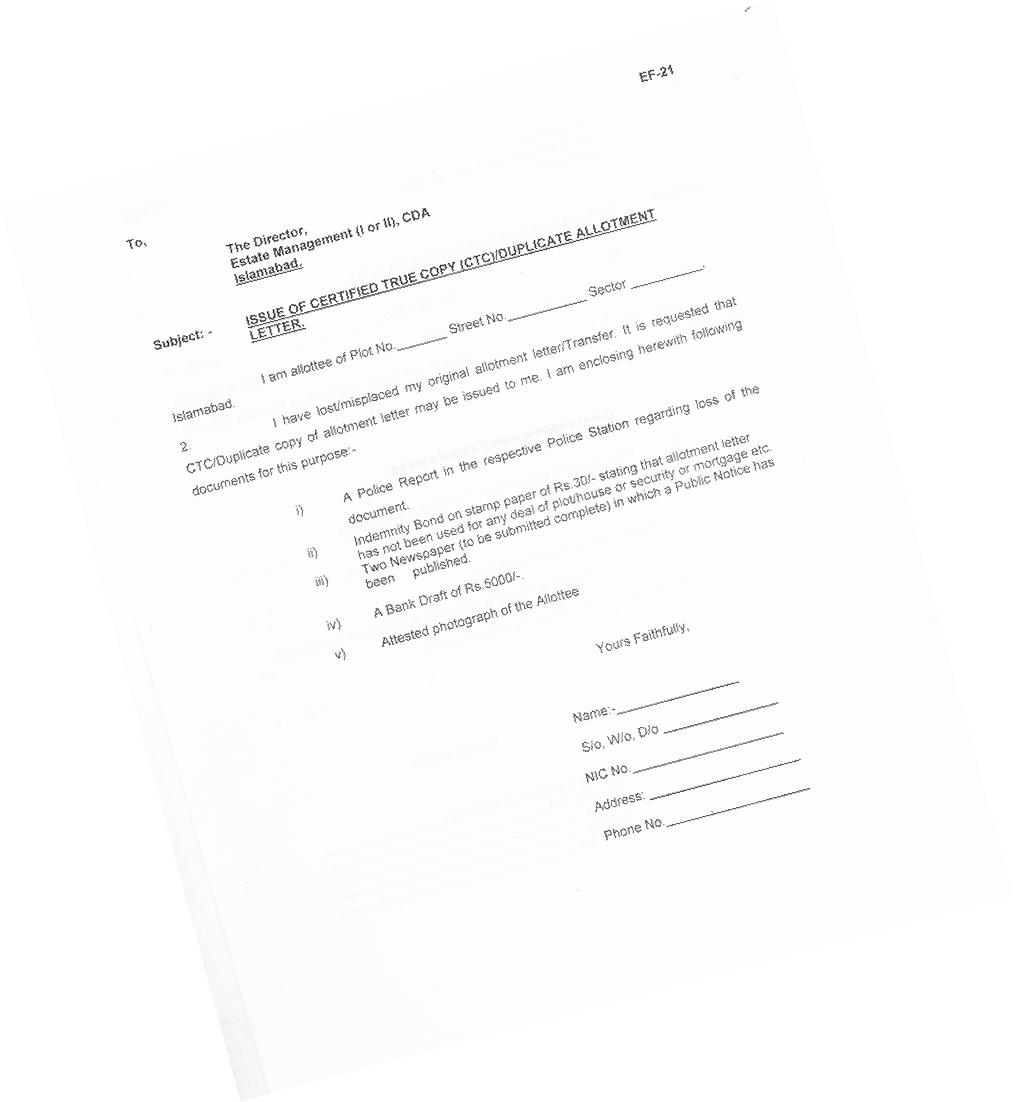 EF-21
To,
The Director,
Estate Management (I or II), CDA
Islamabad.
Subject: - ISSUE OF CERTIFIED TRUE COPY (CTC)/DUPLICATE ALLOTMENT
LETTER.
I am allottee of Plot No._______ Street No.___________ Sector __________,
Islamabad.
2. I have lost/misplaced my original allotment letter/Transfer. It is requested that
CTC/Duplicate copy of allotment letter may be issued to me. I am enclosing herewith following
documents for this purpose:-
i) A Police Report in the respective Police Station regarding loss of the
document.
ii) Indemnity Bond on stamp paper of Rs.30/- stating that allotment letter
has not been used for any deal of plot/house or security or mortgage etc.
iii) Two Newspaper (to be submitted complete) in which a Public Notice has
been published.
iv) A Bank Draft of Rs.5000/-.
v) Attested photograph of the Allottee
Yours Faithfully,
Name:-_________________
S/o, W/o, D/o ________________
NIC No._____________________
Address: _____________________
Phone No.____________________